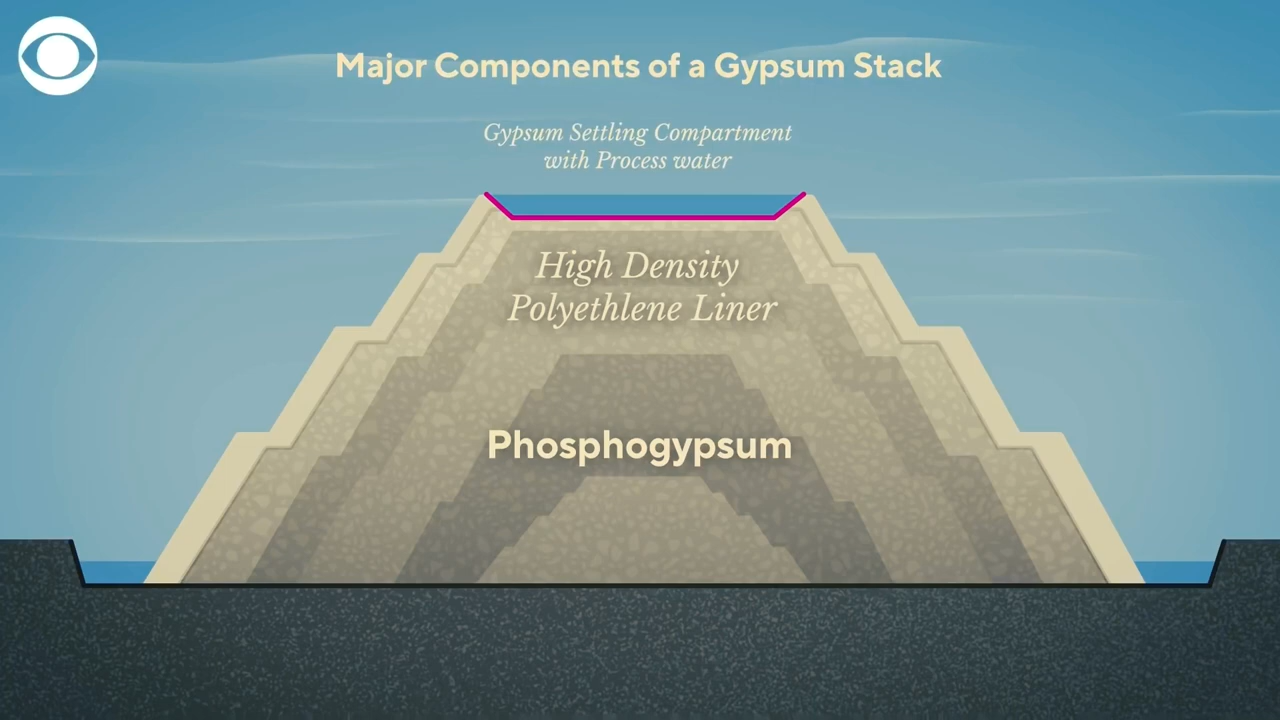 Major Components of a Gypsum Stack
Gypsum Settling Compartment
with Process water
High Density
Polyethlene Liner
Phosphogypsum